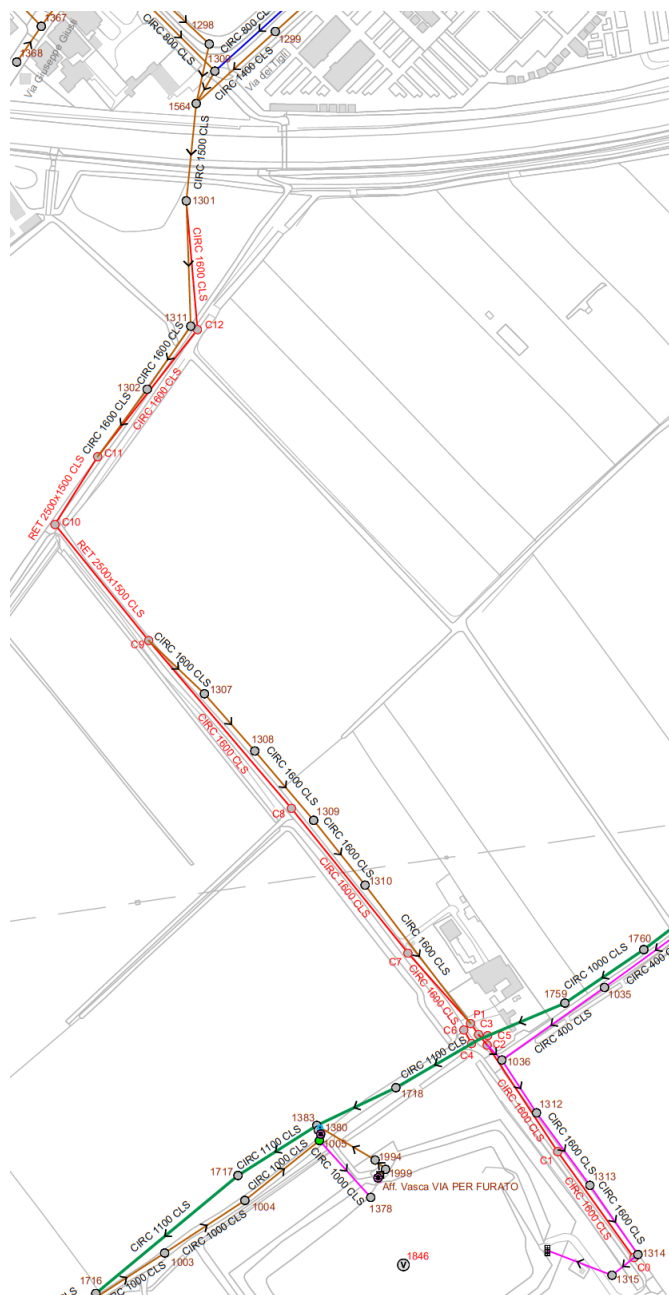 1367
1298
CIRC 800 CLS
1299
1368
Via Giuseppe Giusti
CIRC 800 CLS
1300
CIRC 1400 CLS
Via dei Tigli
1564
CIRC 1500 CLS
1301
CIRC 1600 CLS
1311
C12
CIRC 1600 CLS
CIRC 1600 CLS
1302
CIRC 1600 CLS
C11
RET 2500x1500 CLS
C10
RET 2500x1500 CLS
C9
CIRC 1600 CLS
1307
CIRC 1600 CLS
1308
CIRC 1600 CLS
C8
1309
CIRC 1600 CLS
CIRC 1600 CLS
1310
CIRC 1600 CLS
1760
C7
CIRC 1600 CLS
CIRC 1000 CLS
CIRC 400
1035
1759
P1
C3
C6
C5
CIRC 400 CLS
C2
C4
1036
CIRC 1100 CLS
1718
CIRC 1600 CLS
1312
1383
1380
1005
CIRC 1100 CLS
CIRC 1600 CLS
C1
1994
1717
CIRC 1000 CLS
CIRC 1000 CLS
1999
1313
Aff. Vasca VIA PER FURATO
1378
1004
CIRC 1600 CLS
CIRC 1100 CLS
CIRC 1000 CLS
1003
1314
C0
1846
V
1315
1000 CLS
1716